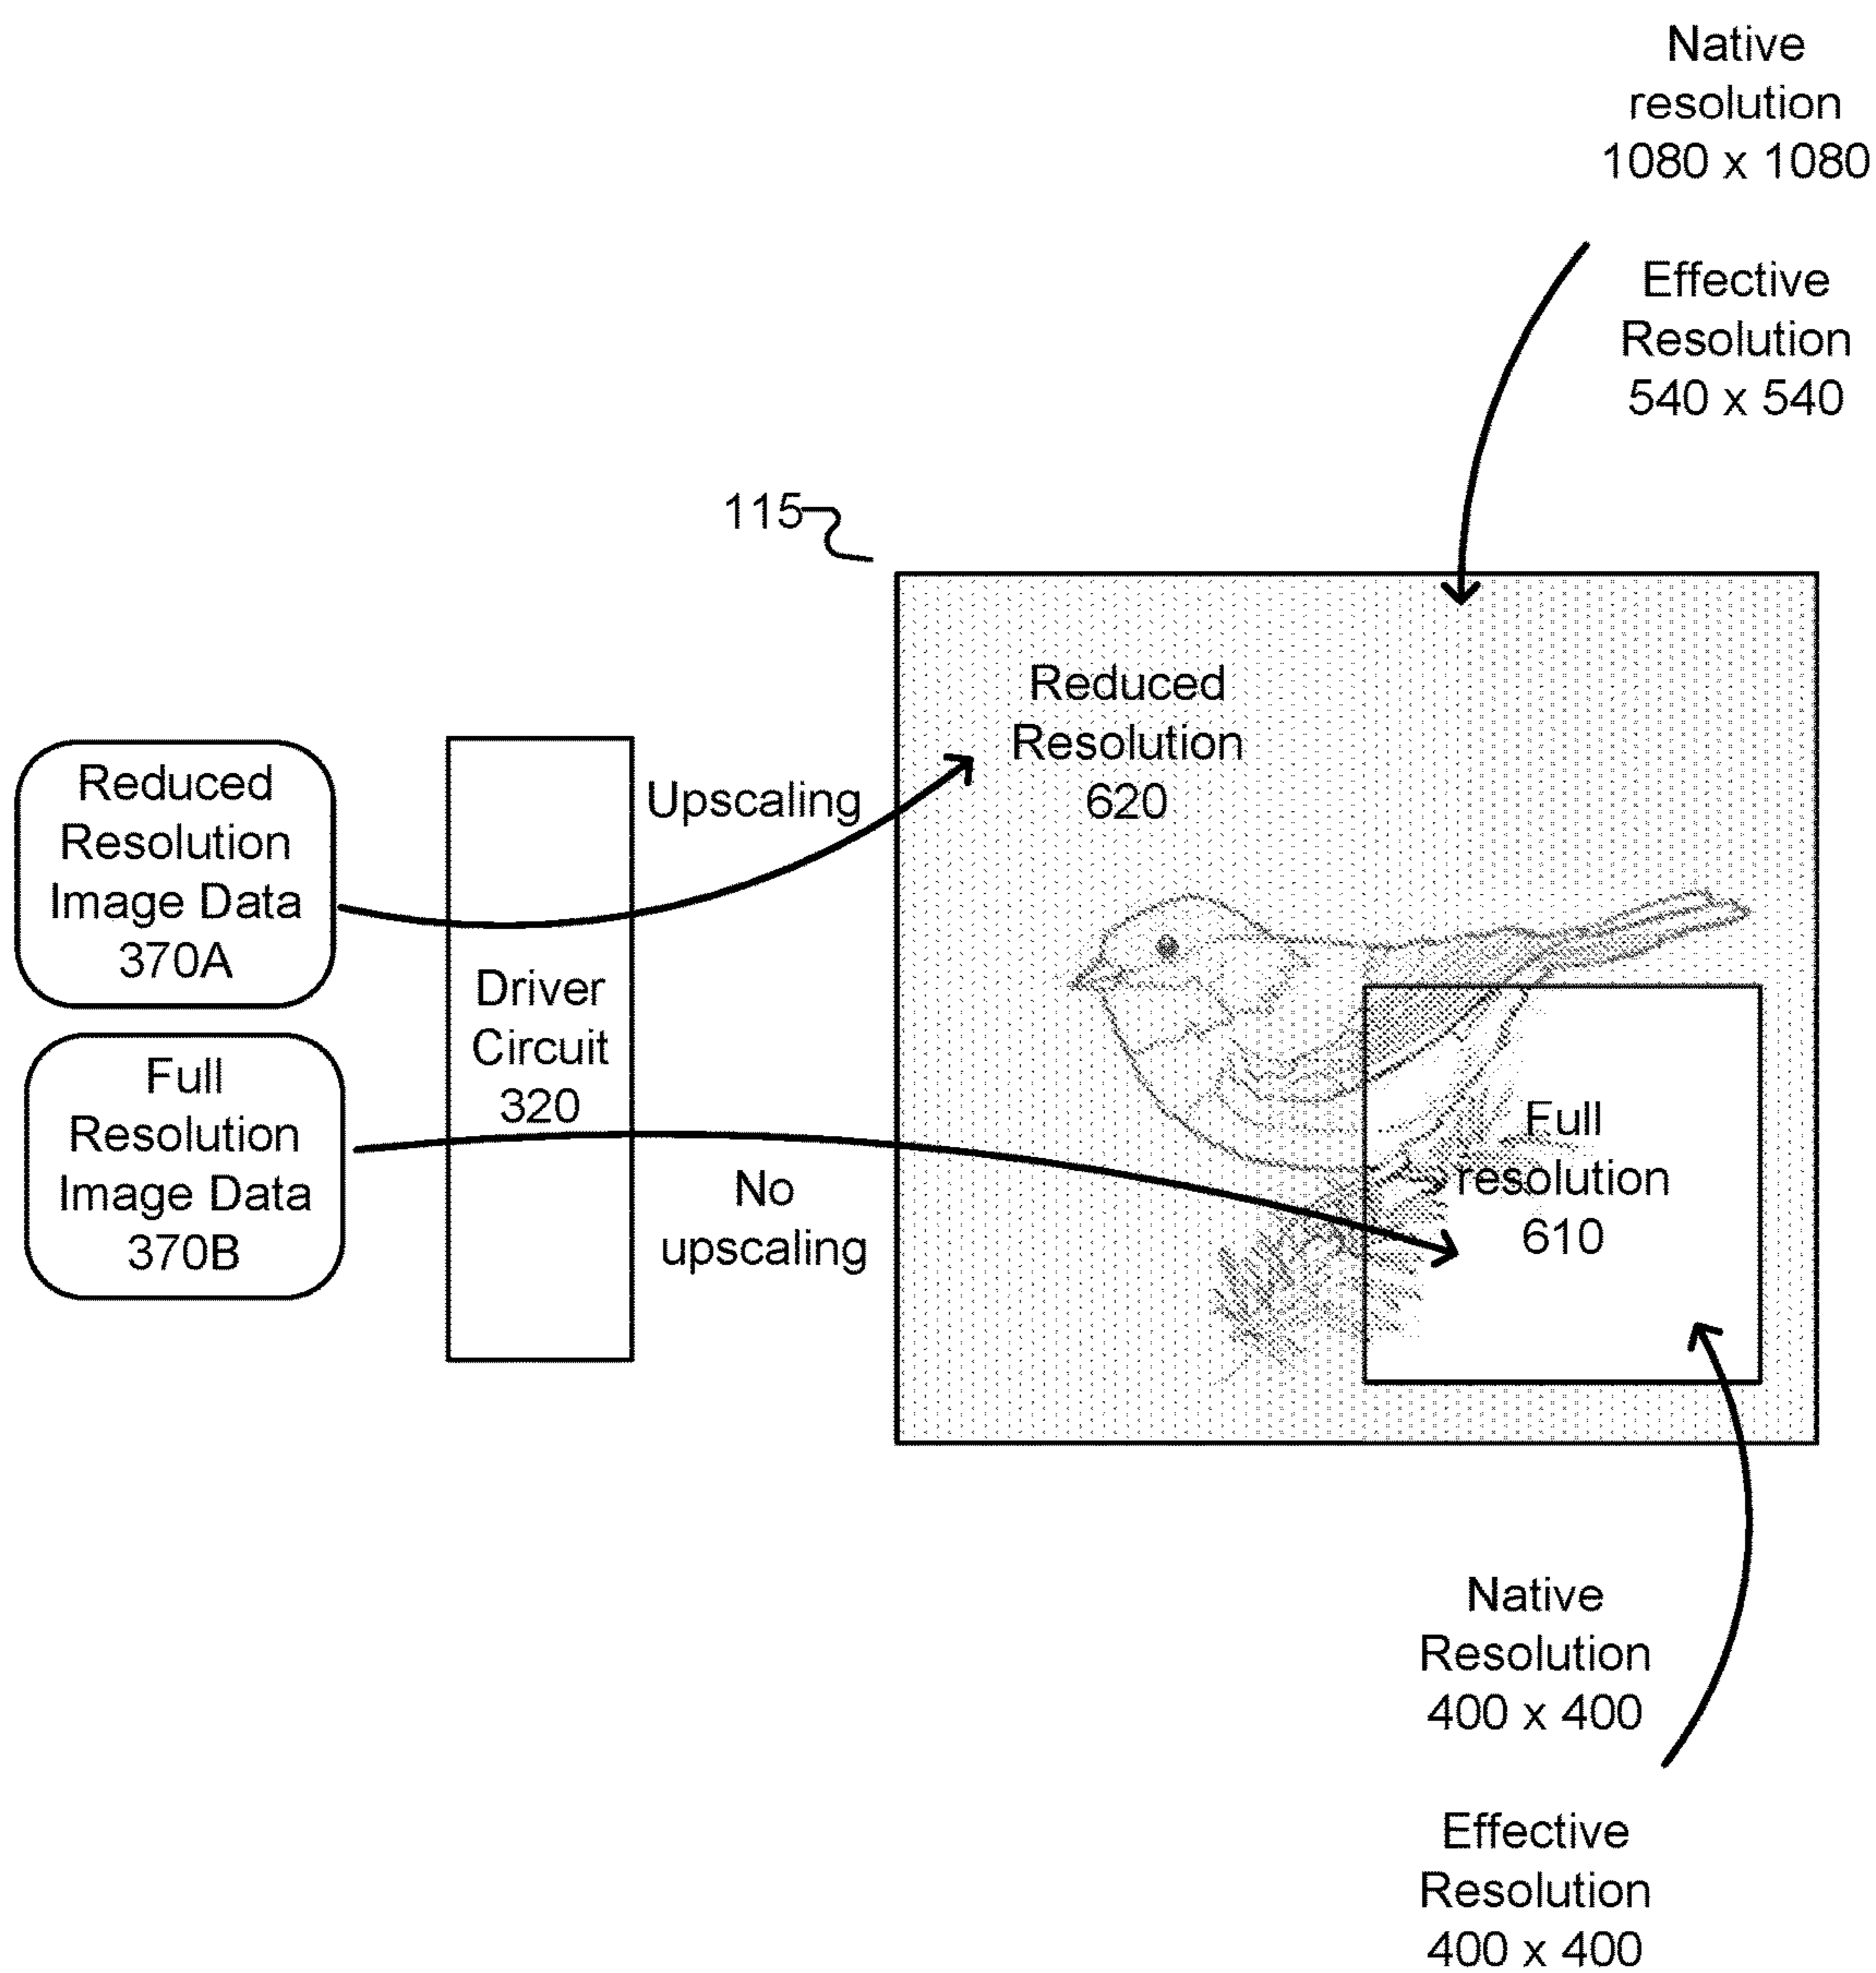 Native
resolution
1080 x 1080
Effective
Resolution
540 x 540
115
Reduced
Resolution
620
Reduced
Resolution
Image Data
370A
Upscaling
Driver
Circuit
320
Full
Resolution
Image Data
370B
No
upscaling
Full
resolution
610
Native
Resolution
400 x 400
Effective
Resolution
400 x 400